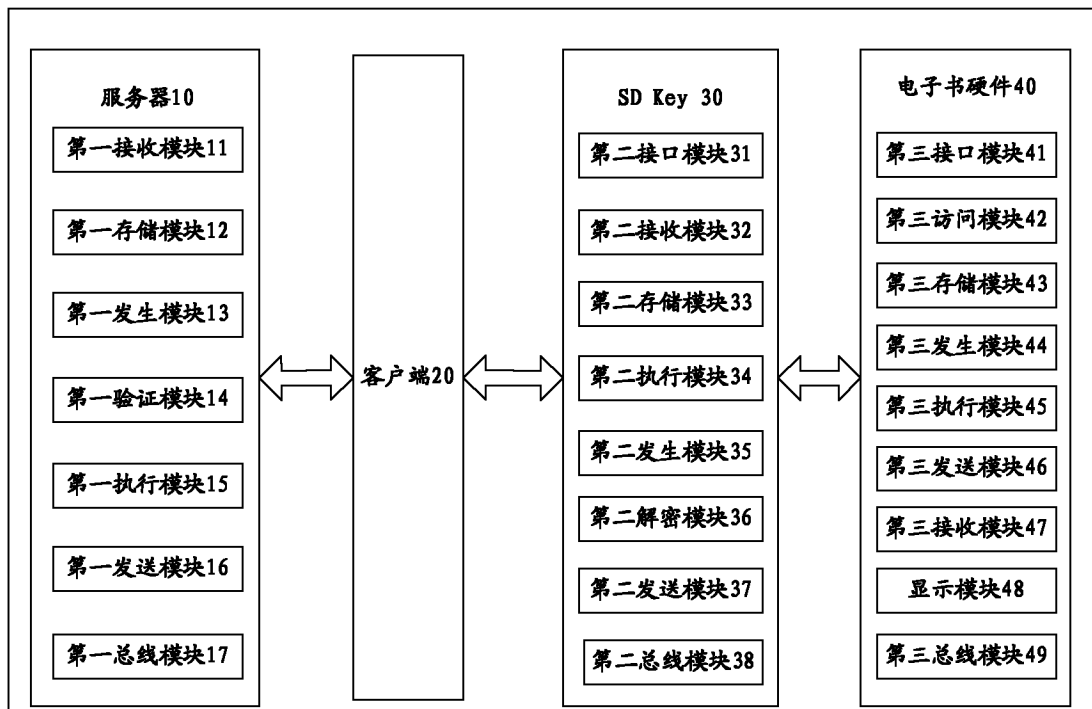 服务器10
第一接收模块11
第一存储模块12
第一发生模块13
第一验证模块14
第一执行模块15
第一发送模块16
第一总线模块17
客户端20
SD Key 30
第二接口模块31
第二接收模块32
第二存储模块33
第二执行模块34
第二发生模块35
第二解密模块36
第二发送模块37
第二总线模块38
电子书硬件40
第三接口模块41
第三访问模块42
第三存储模块43
第三发生模块44
第三执行模块45
第三发送模块46
第三接收模块47
显示模块48
第三总线模块49